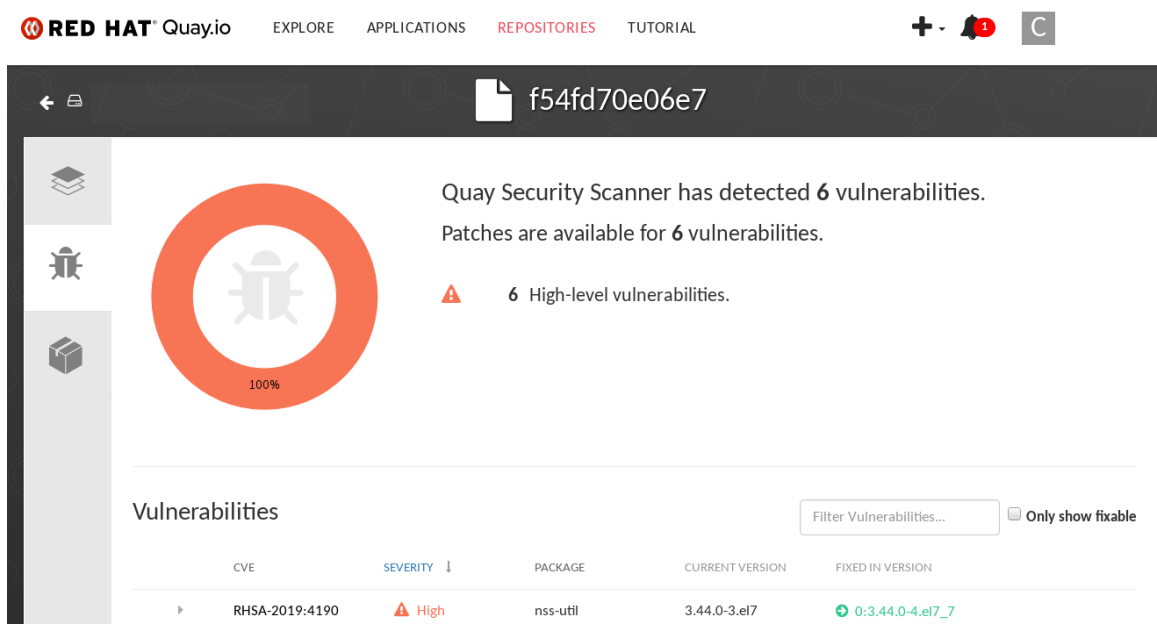 RED HAT® Quay.io EXPLORE APPLICATIONS REPOSITORIES TUTORIAL 1 C
f54fd70e06e7
Quay Security Scanner has detected 6 vulnerabilities.
Patches are available for 6 vulnerabilities.
6 High-level vulnerabilities.
100%
Vulnerabilities
Filter Vulnerabilities... Only show fixable
CVE SEVERITY PACKAGE CURRENT VERSION FIXED IN VERSION
RHSA-2019:4190 High nss-util 3.44.0-3.el7 0:3.44.0-4.el7_7